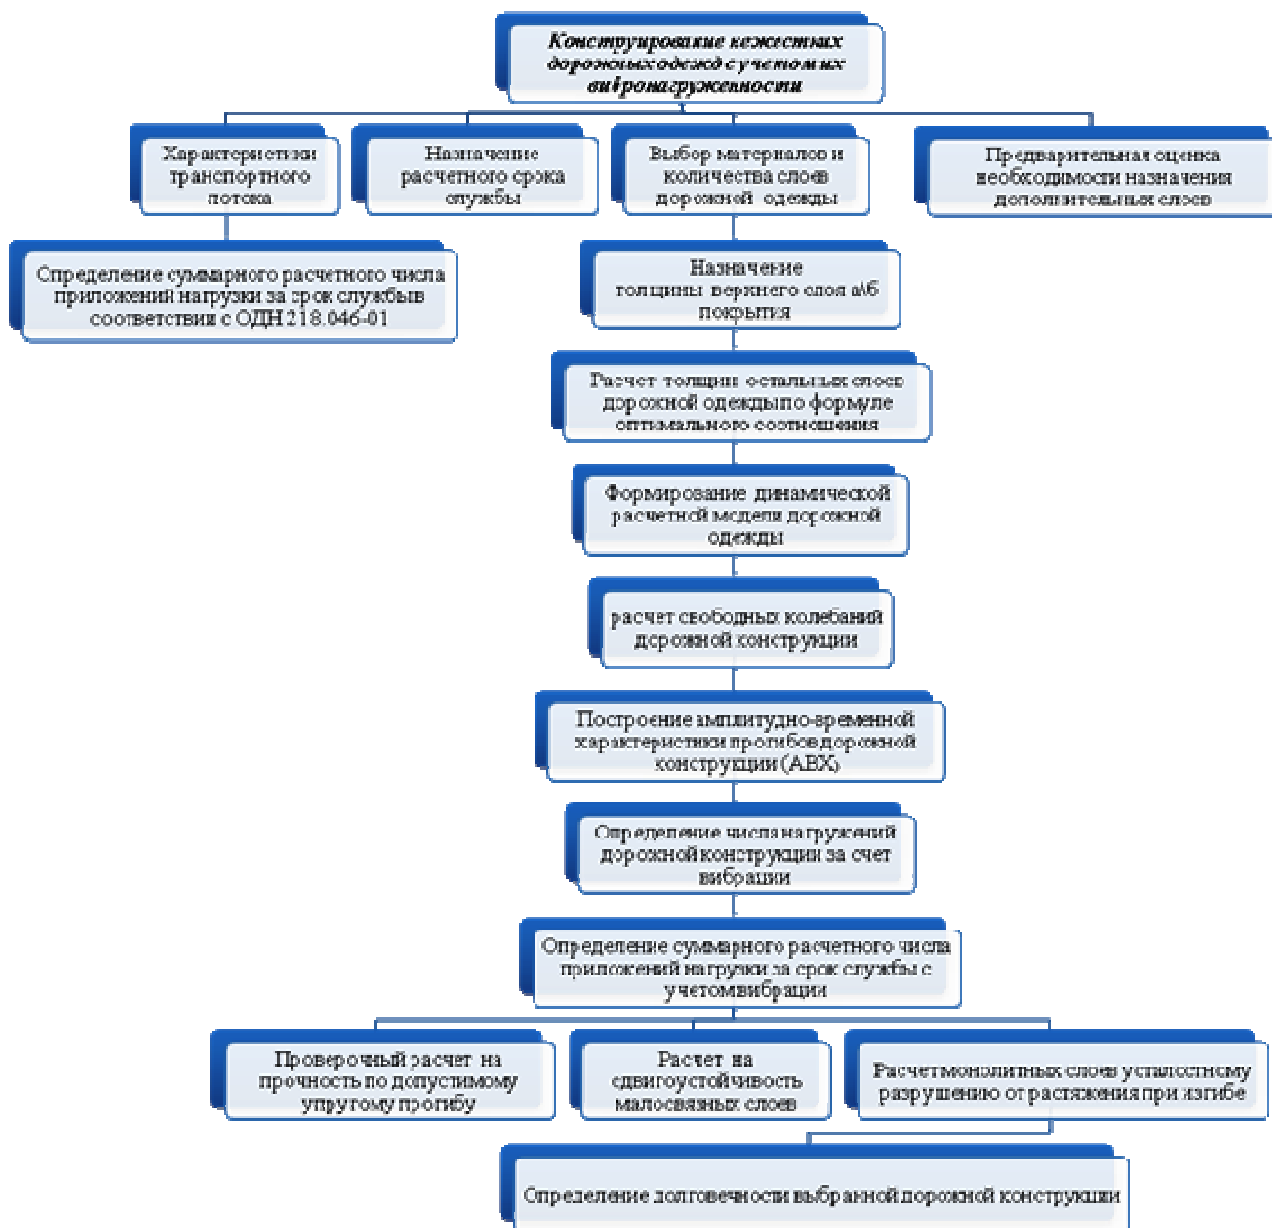 Конструирование нежестких
дорожных одежд с учетом их
вибронагруженности
Характеристики
транспортного
потока
Назначение
расчетного срока
службы
Выбор материалов и
количества слоев
дорожной одежды
Предварительная оценка
необходимости назначения
дополнительных слоев
Определение суммарного расчетного числа
приложений нагрузки за срок службы в
соответствии с ОДН 218.046-01
Назначение
толщины верхнего слоя а\б
покрытия
Расчет толщин остальных слоев
дорожной одежды по формуле
оптимального соотношения
Формирование динамической
расчетной модели дорожной
одежды
расчет свободных колебаний
дорожной конструкции
Построение амплитудно-временной
характеристики прогибов дорожной
конструкции (АВХ)
Определение числа нагружений
дорожной конструкции за счет
вибрации
Определение суммарного расчетного числа
приложений нагрузки за срок службы с
учетом вибрации
Проверочный расчет на
прочность по допустимому
упругому прогибу
Расчет на
сдвигоустойчивость
малосвязных слоев
Расчет монолитных слоев усталостному
разрушению от растяжения при изгибе
Определение долговечности выбранной дорожной конструкции